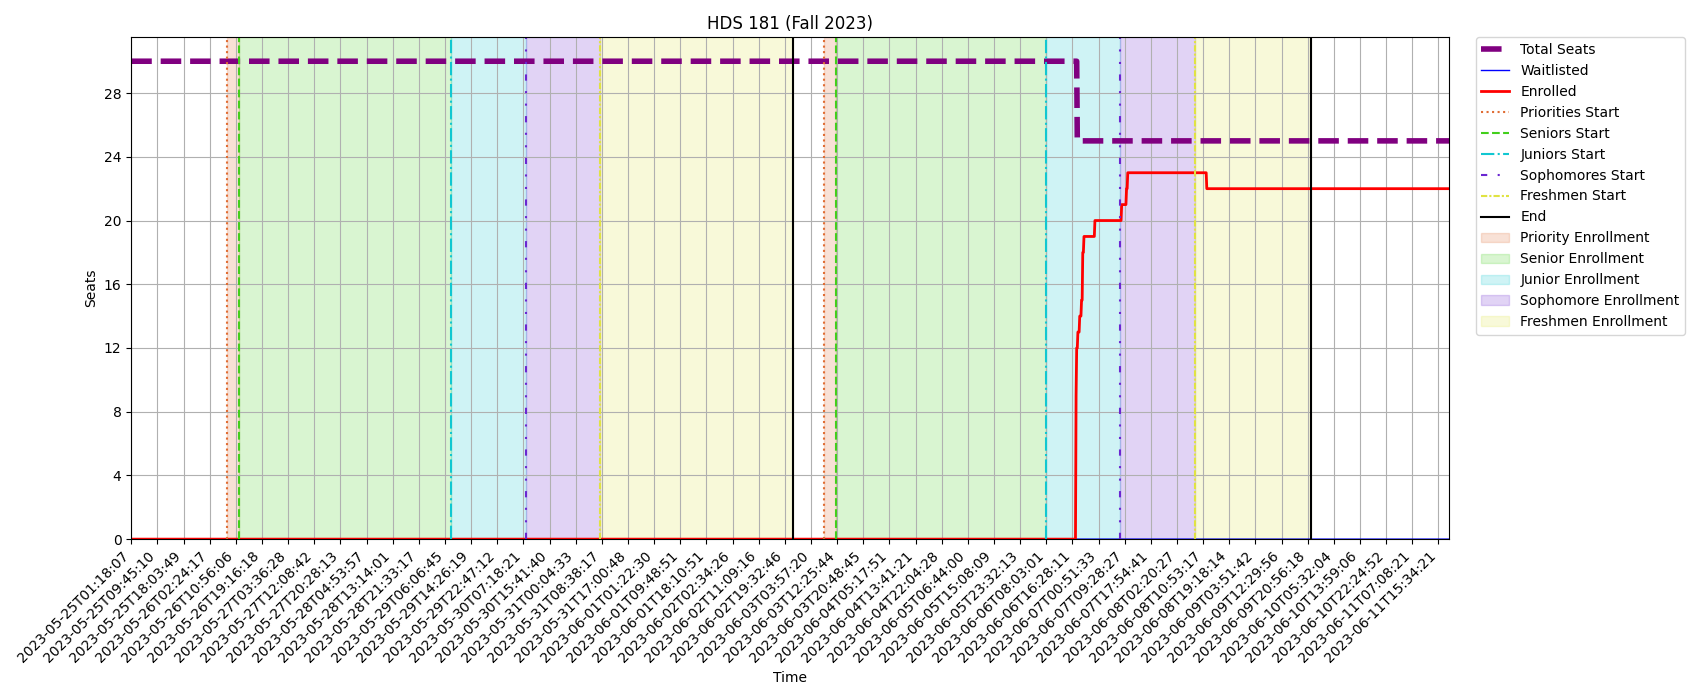 HDS 181 (Fall 2023)
Seats
28
24
20
16
12
8
4
0
2023-05-25T01:18:07
2023-05-25T09:45:10
2023-05-25T18:03:49
2023-05-26T02:24:17
2023-05-26T10:56:06
2023-05-26T19:16:18
2023-05-27T03:36:28
2023-05-27T12:08:42
2023-05-27T20:28:13
2023-05-28T04:53:57
2023-05-28T13:14:01
2023-05-28T21:33:17
2023-05-29T06:06:45
2023-05-29T14:26:19
2023-05-29T22:47:12
2023-05-30T07:18:21
2023-05-30T15:41:40
2023-05-31T00:04:33
2023-05-31T08:38:17
2023-05-31T17:00:48
2023-06-01T01:22:30
2023-06-01T09:48:51
2023-06-01T18:10:51
2023-06-02T02:34:26
2023-06-02T11:09:16
2023-06-02T19:32:46
2023-06-03T03:57:20
2023-06-03T12:25:44
2023-06-03T20:48:45
2023-06-04T05:17:51
2023-06-04T13:41:21
2023-06-04T22:04:28
2023-06-05T06:44:00
2023-06-05T15:08:09
2023-06-05T23:32:13
2023-06-06T08:03:01
2023-06-06T16:28:11
2023-06-07T00:51:33
2023-06-07T09:28:27
2023-06-07T17:54:41
2023-06-08T02:20:27
2023-06-08T10:53:17
2023-06-08T19:18:14
2023-06-09T03:51:42
2023-06-09T12:29:56
2023-06-09T20:56:18
2023-06-10T05:32:04
2023-06-10T13:59:06
2023-06-10T22:24:52
2023-06-11T07:08:21
2023-06-11T15:34:21
Time
Total Seats
Waitlisted
Enrolled
Priorities Start
Seniors Start
Juniors Start
Sophomores Start
Freshmen Start
End
Priority Enrollment
Senior Enrollment
Junior Enrollment
Sophomore Enrollment
Freshmen Enrollment